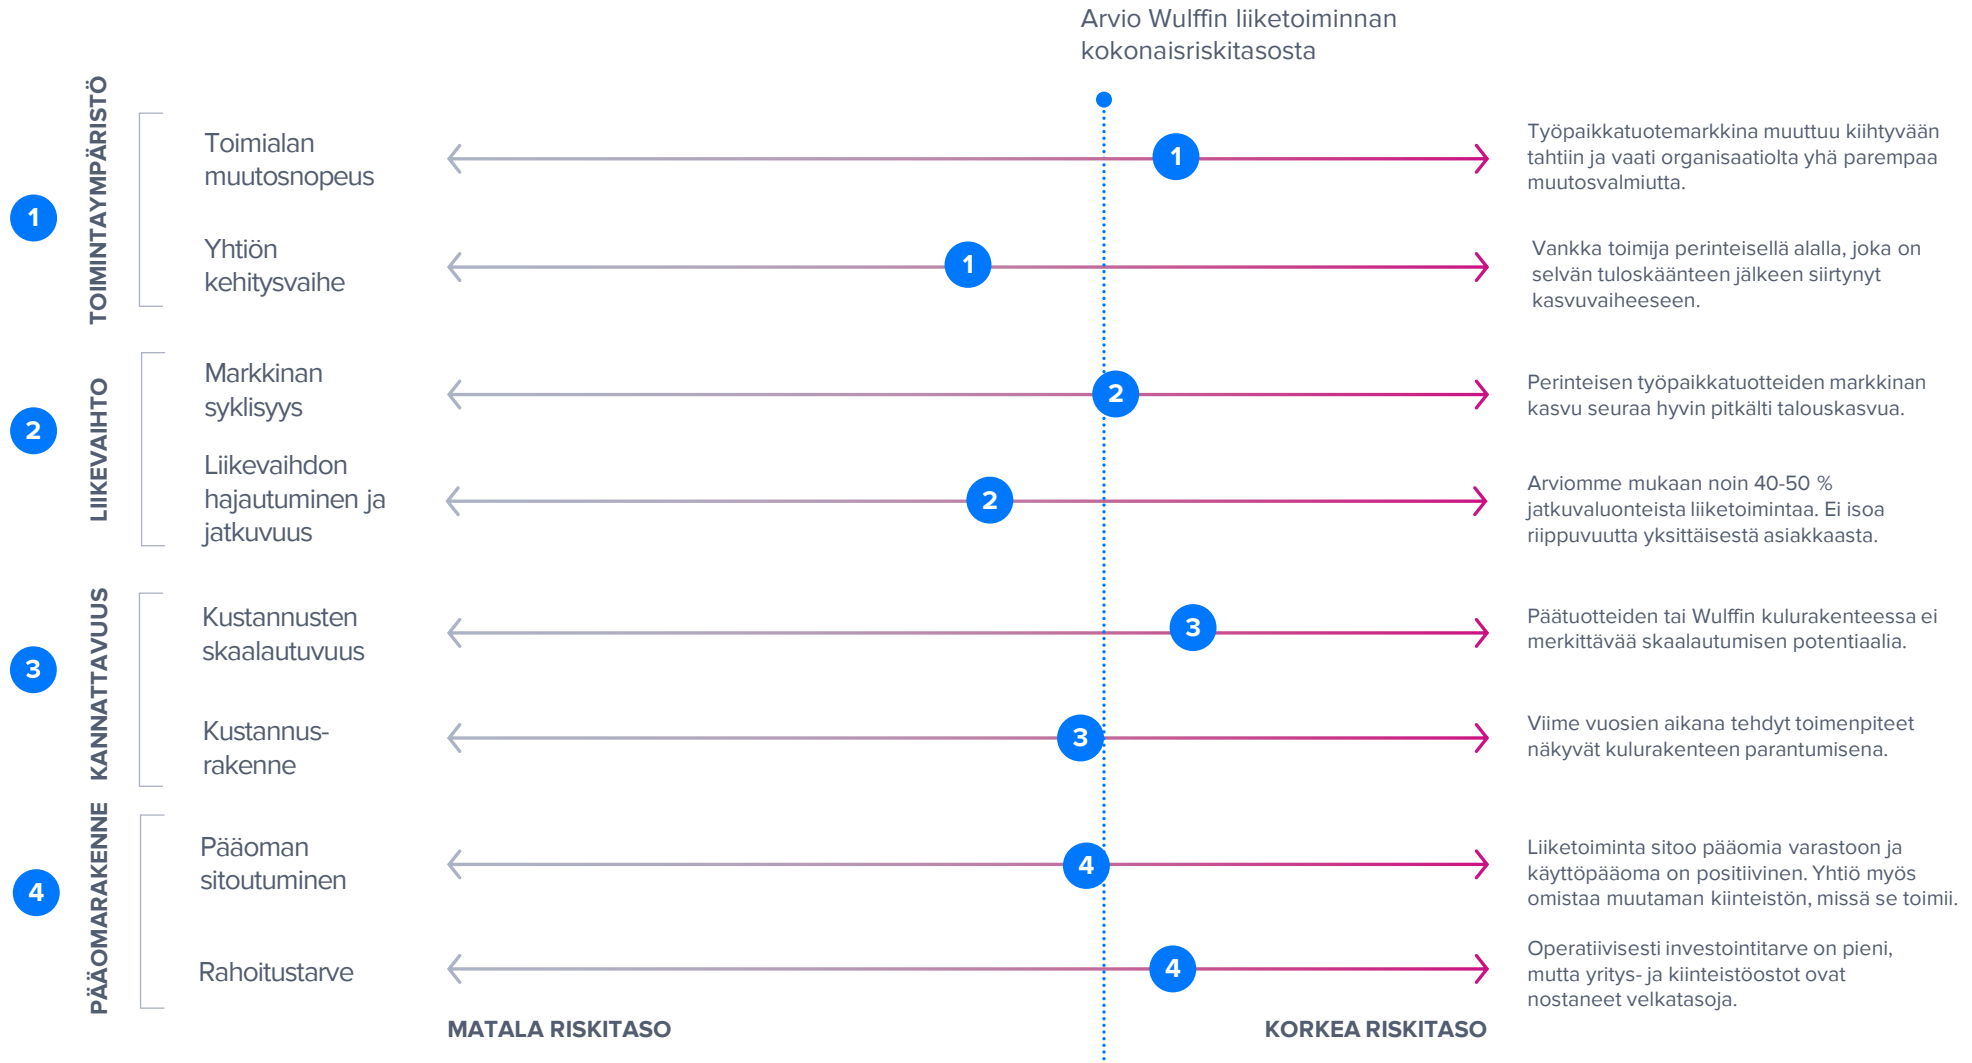 Arvio Wulffin liiketoiminnan
kokonaisriskitasosta
1
TOIMINTAYMPÄRISTÖ
Toimialan
muutosnopeus
1
Työpaikkatuotemarkkina muuttuu kiihtyvään
tahtiin ja vaati organisaatiolta yhä parempaa
muutosvalmiutta.
Yhtiön
kehitysvaihe
1
Vankka toimija perinteisellä alalla, joka on
selvän tuloskäänteen jälkeen siirtynyt
kasvuvaiheeseen.
2
LIIKEVAIHTO
Markkinan
syklisyys
2
Perinteisen työpaikkatuotteiden markkinan
kasvu seuraa hyvin pitkälti talouskasvua.
Liikevaihdon
hajautuminen ja
jatkuvuus
2
Arviomme mukaan noin 40-50 %
jatkuvaluonteista liiketoimintaa. Ei isoa
riippuvuutta yksittäisestä asiakkaasta.
3
KANNATTAVUUS
Kustannusten
skaalautuvuus
3
Päätuotteiden tai Wulffin kulurakenteessa ei
merkittävää skaalautumisen potentiaalia.
Kustannus-
rakenne
3
Viime vuosien aikana tehdyt toimenpiteet
näkyvät kulurakenteen parantumisena.
4
PÄÄOMARAKENNE
Pääoman
sitoutuminen
4
Liiketoiminta sitoo pääomia varastoon ja
käyttöpääoma on positiivinen. Yhtiö myös
omistaa muutaman kiinteistön, missä se toimii.
Rahoitustarve
4
Operatiivisesti investointitarve on pieni,
mutta yritys- ja kiinteistöostot ovat
nostaneet velkatasoja.
MATALA RISKITASO
KORKEA RISKITASO